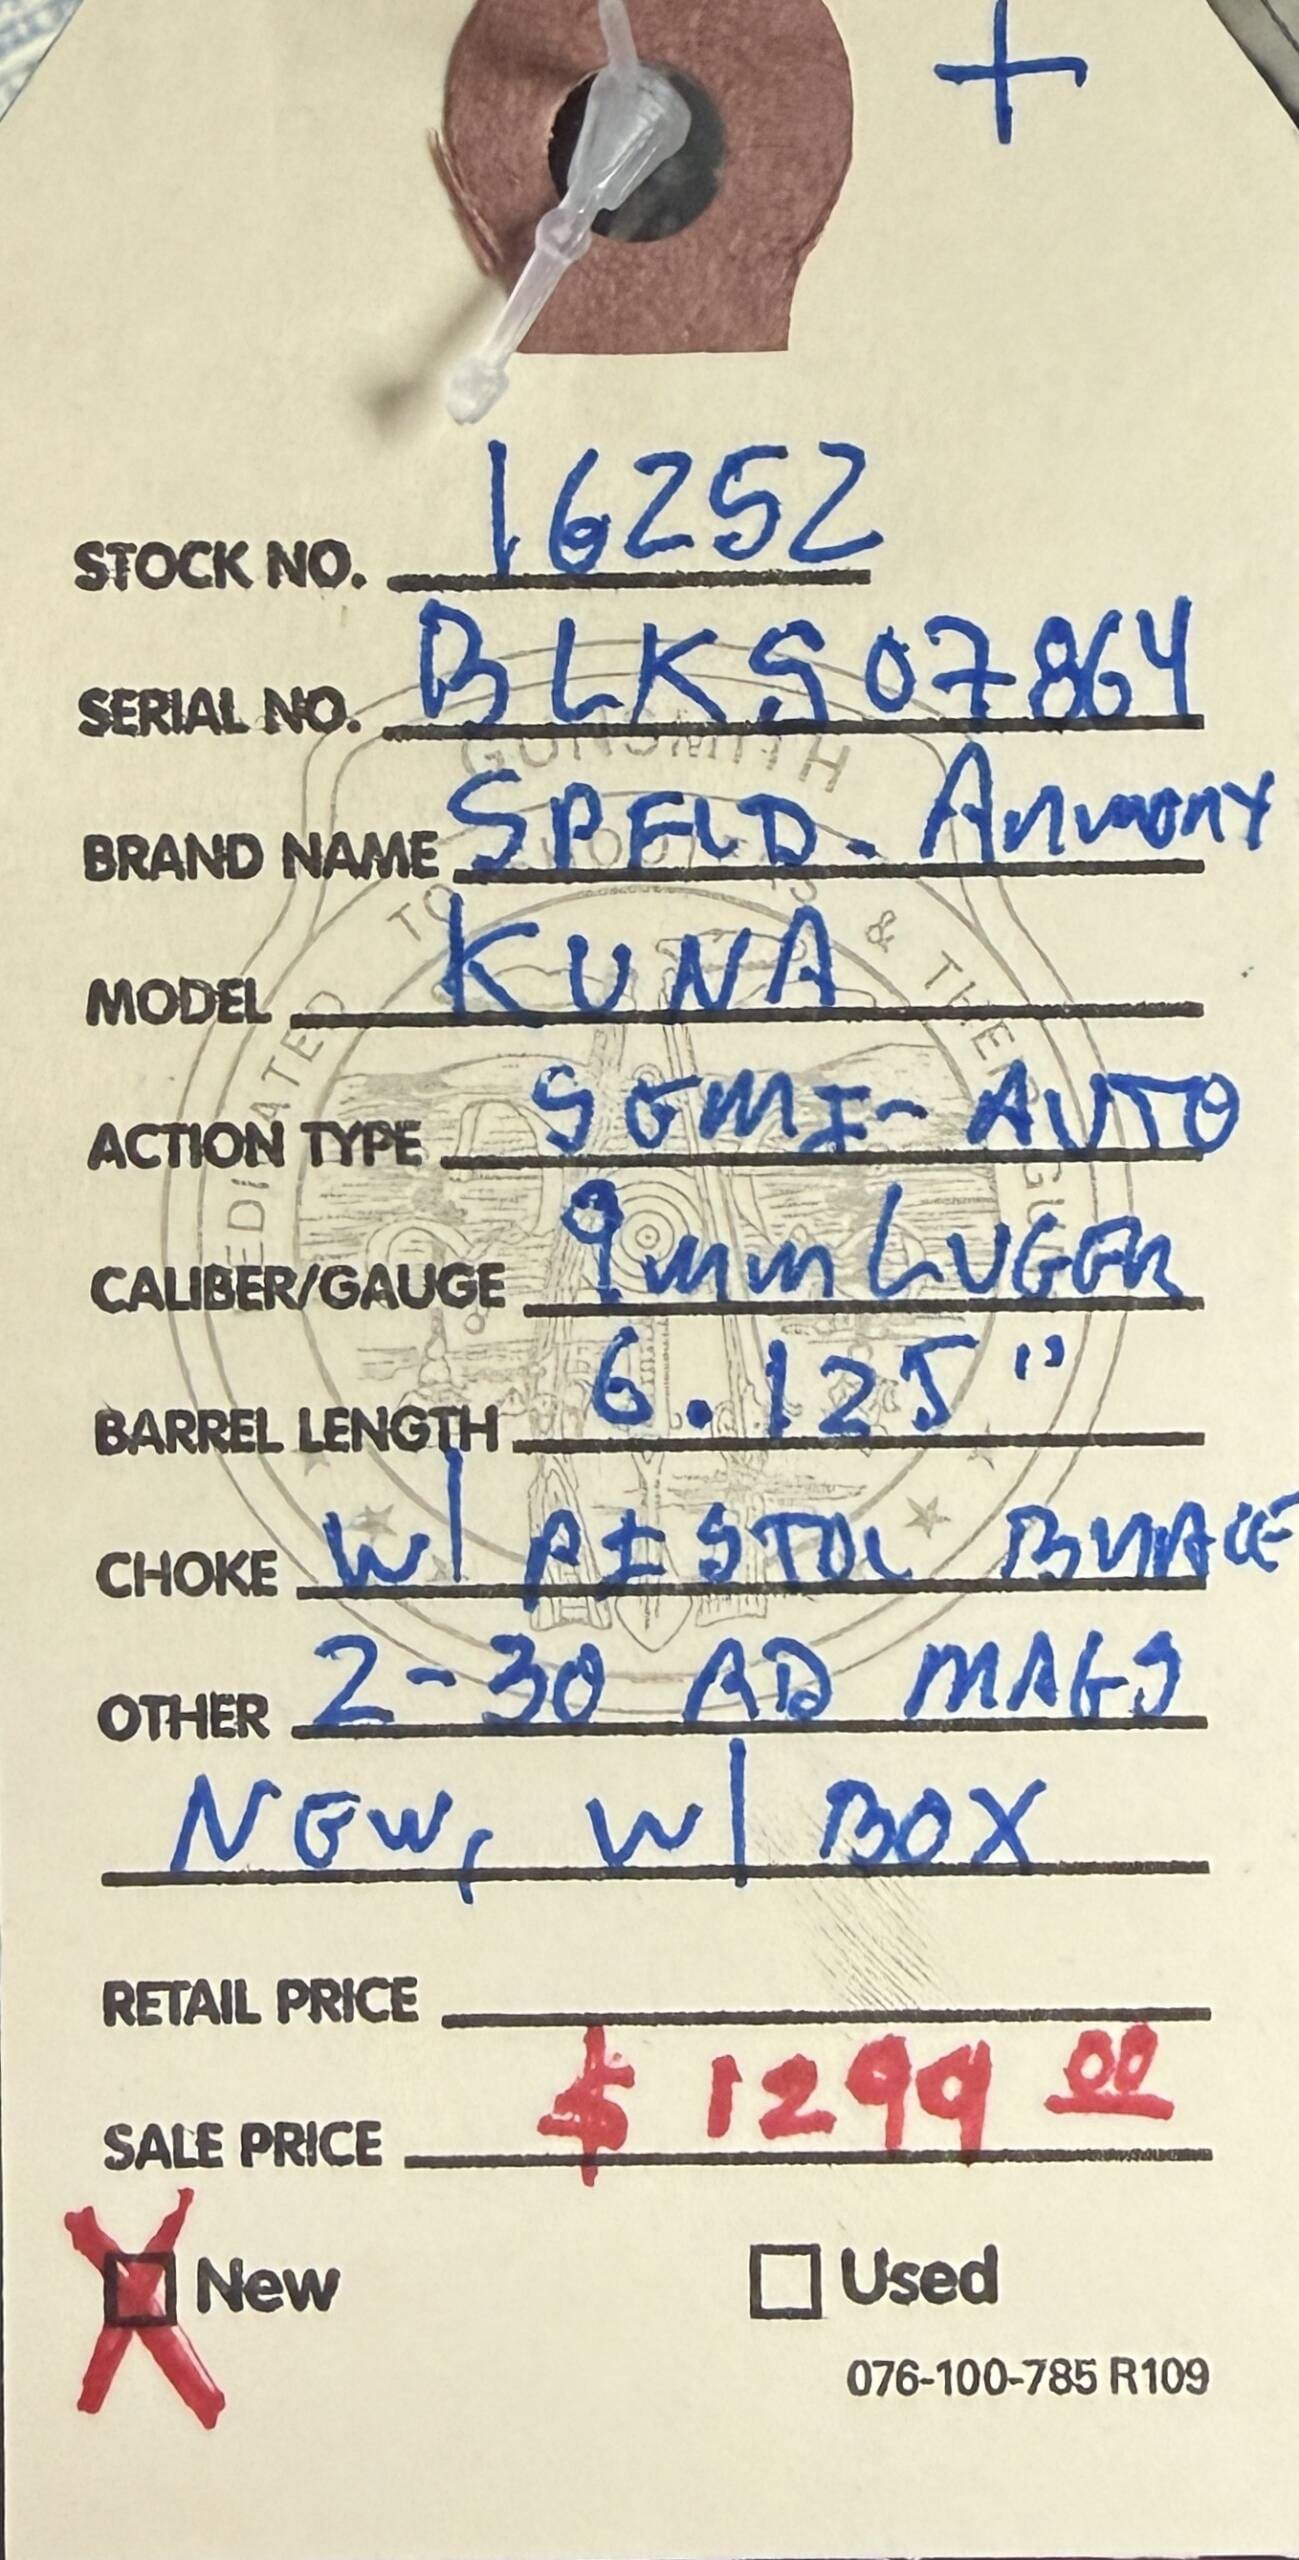 +
STOCK NO. 16252
SERIAL NO. BLKS07864
GUNSMITH
BRAND NAME SPFLD. ARMORY
MODEL KUNA
ACTION TYPE SEMI-AUTO
CALIBER/GAUGE 9mm LUGER
BARREL LENGTH 6.125"
CHOKE W/ PISTOL BRACE
OTHER 2-30 RD MAGS
NEW, W/ BOX
RETAIL PRICE
SALE PRICE $1299 00
New Used
076-100-785 R109